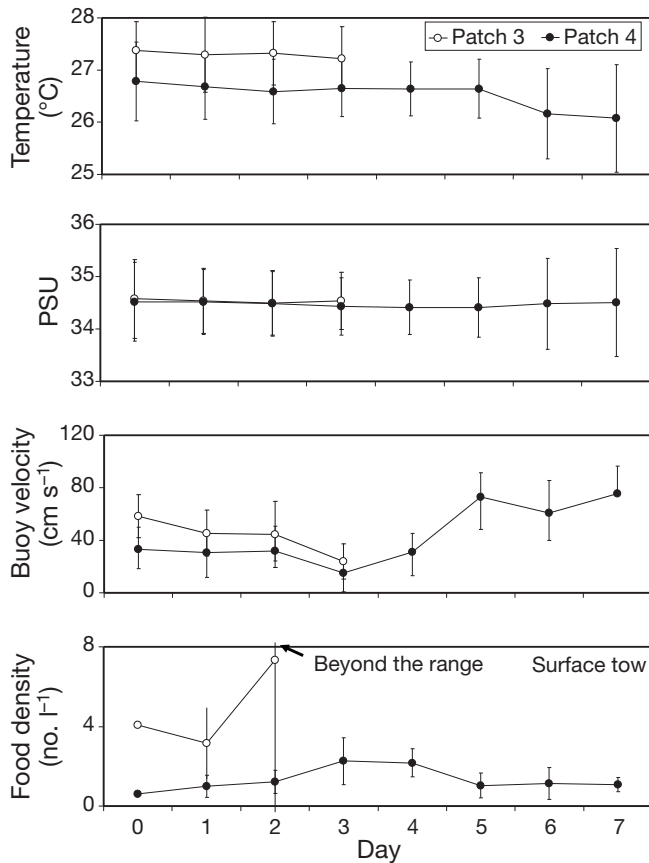 28
27
26
25
Temperature
(°C)
Patch 3 Patch 4
36
35
34
33
PSU
120
80
40
0
Buoy velocity
(cm s⁻¹)
8
4
0
Food density
(no. l⁻¹)
Beyond the range Surface tow
0 1 2 3 4 5 6 7
Day